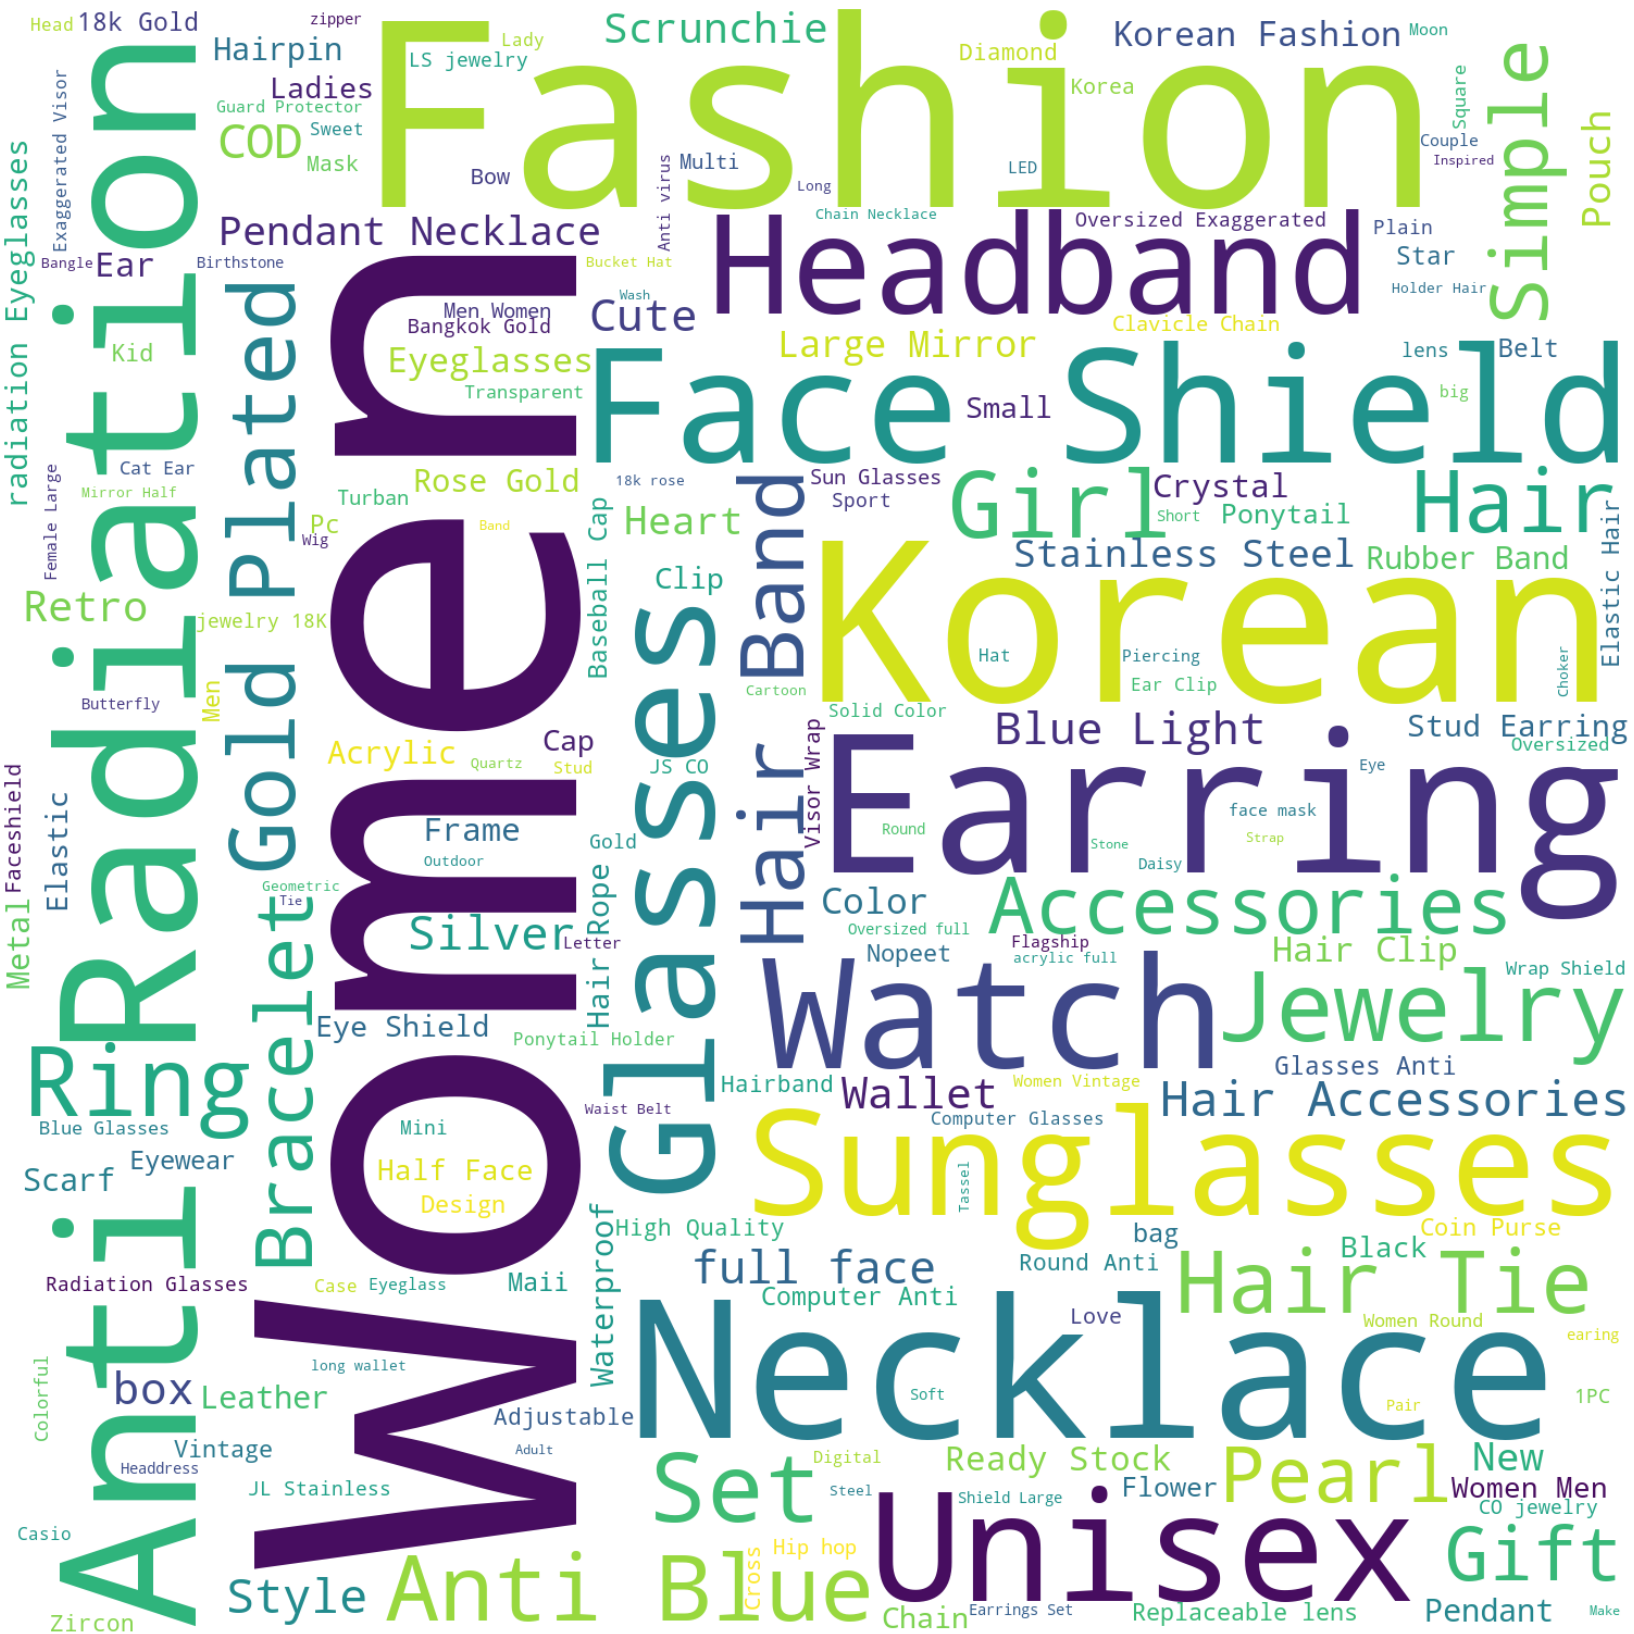 Head
18k Gold
zipper
Hairpin
Lady
LS jewelry
Ladies
Guard Protector
COD
Sweet
Mask
Fashion
Scrunchie
Diamond
Korean Fashion
Moon
Korea
Square
Simple
Pouch
Couple
Inspired
Bow
Anti virus
Multi
Long
LED
Exaggerated Visor
radiation Eyeglasses
Anti Radiation
Pendant Necklace
Chain Necklace
Headband
Oversized Exaggerated
Plain
Star
Holder Hair
Bangle
Ear
Birthstone
Bucket Hat
Wash
Cute
Men Women
Bangkok Gold
Kid
Gold Plated
Women
Eyeglasses
Transparent
Large Mirror
Clavicle Chain
Face Shield
lens
Belt
Small
big
Cat Ear
Mirror Half
Female Large
Turban
Rose Gold
18k rose
Sun Glasses
Sport
Girl
Crystal
Short
Ponytail
Hair
Pc
Wig
Band
Baseball Cap
Heart
Clip
Hair Band
Stainless Steel
Rubber Band
Elastic Hair
Retro
jewelry 18K
Korean
Hat
Piercing
Ear Clip
Choker
Butterfly
Men
Cartoon
Solid Color
Glasses
Acrylic
Quartz
Cap
Stud
JS CO
Visor Wrap
Blue Light
Stud Earring
Oversized
Eye
Earring
Metal Faceshield
Elastic
Frame
Outdoor
Gold
Round
face mask
Strap
Stone
Daisy
Geometric
Tie
Bracelet
Silver
Letter
Hair Rope
Color
Oversized full
Accessories
Nopeet
Flagship
acrylic full
Hair Clip
Wrap Shield
Watch
Jewelry
Eye Shield
Ponytail Holder
Ring
Hairband
Wallet
Women Vintage
Glasses Anti
Waist Belt
Computer Glasses
Hair Accessories
Blue Glasses
Mini
Sunglasses
Eyewear
Scarf
Half Face
Design
Tassel
Waterproof
High Quality
bag
Coin Purse
Radiation Glasses
Case
Eyeglass
Maii
full face
Round Anti
Black
Hair Tie
Computer Anti
Love
Women Round
earing
Necklace
Colorful
box
Leather
long wallet
Soft
Pair
1PC
Adjustable
Vintage
Adult
Headdress
Set
Digital
Ready Stock
Pearl
New
JL Stainless
Steel
Shield Large
Flower
Women Men
CO jewelry
Unisex
Casio
Anti Blue
Cross
Hip hop
Gift
Zircon
Style
Chain
Earrings Set
Replaceable lens
Pendant
Make